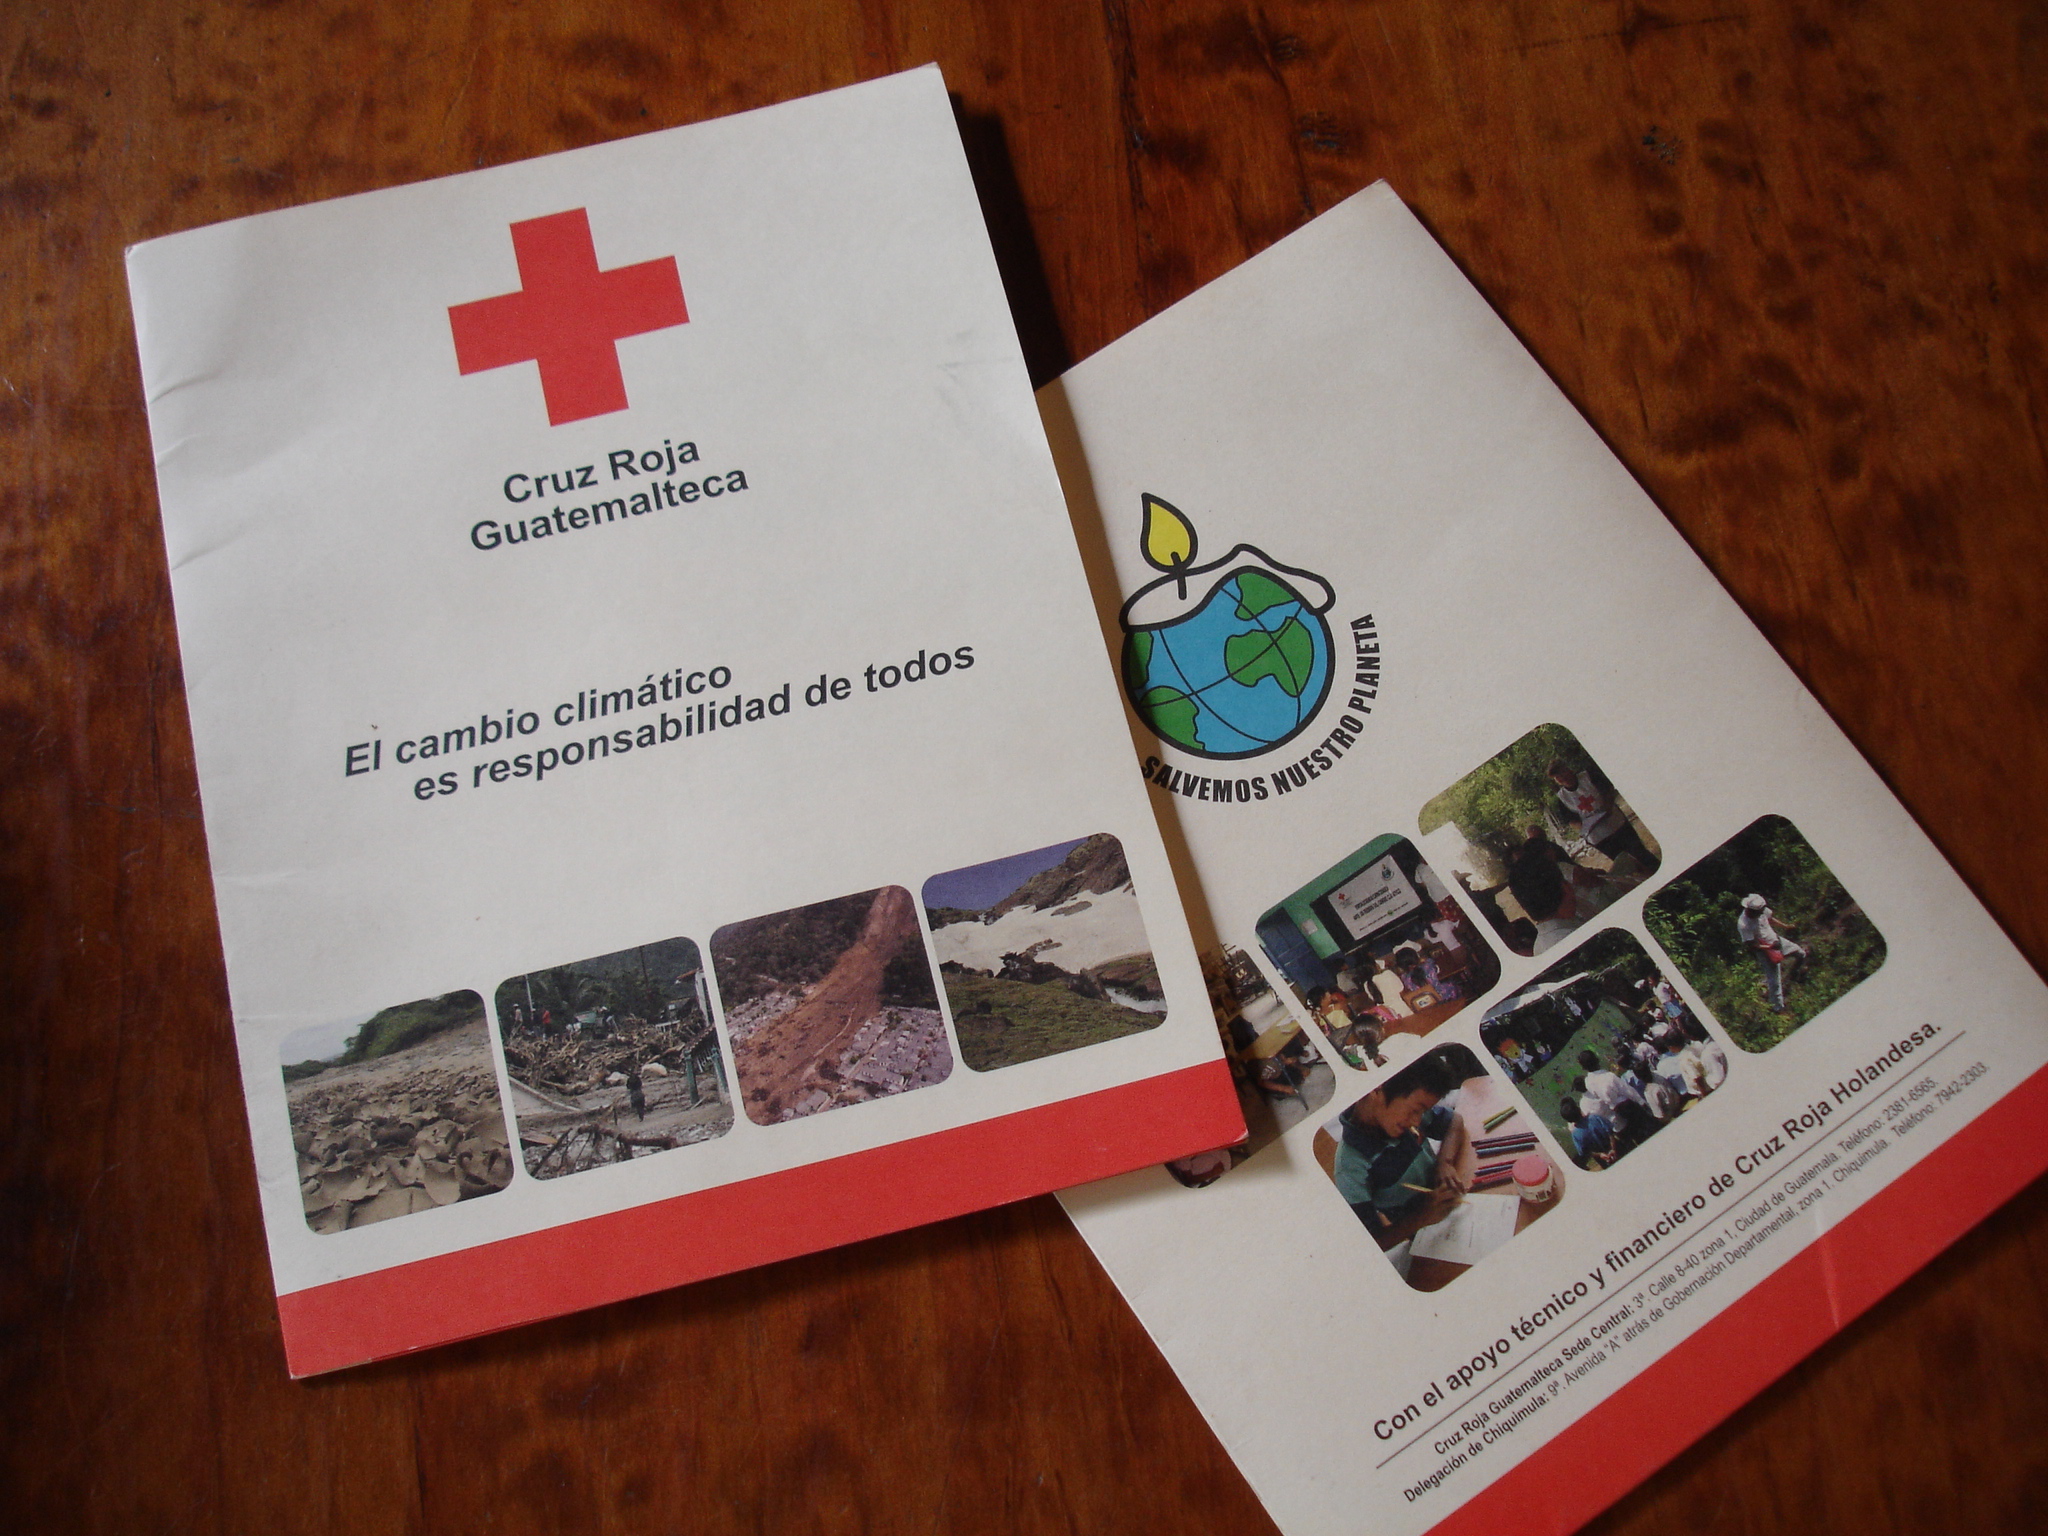 Cruz Roja
Guatemalteca
El cambio climático
es responsabilidad de todos
SALVEMOS NUESTRO PLANETA
Con el apoyo técnico y financiero de Cruz Roja Holandesa.
Cruz Roja Guatemalteca Sede Central: 3ª. Calle 8-40 zona 1, Ciudad de Guatemala. Teléfono: 2381-6565.
Delegación de Chiquimula: 9ª. Avenida "A" atrás de Gobernación Departamental, zona 1. Chiquimula. Teléfono: 7942-2303.